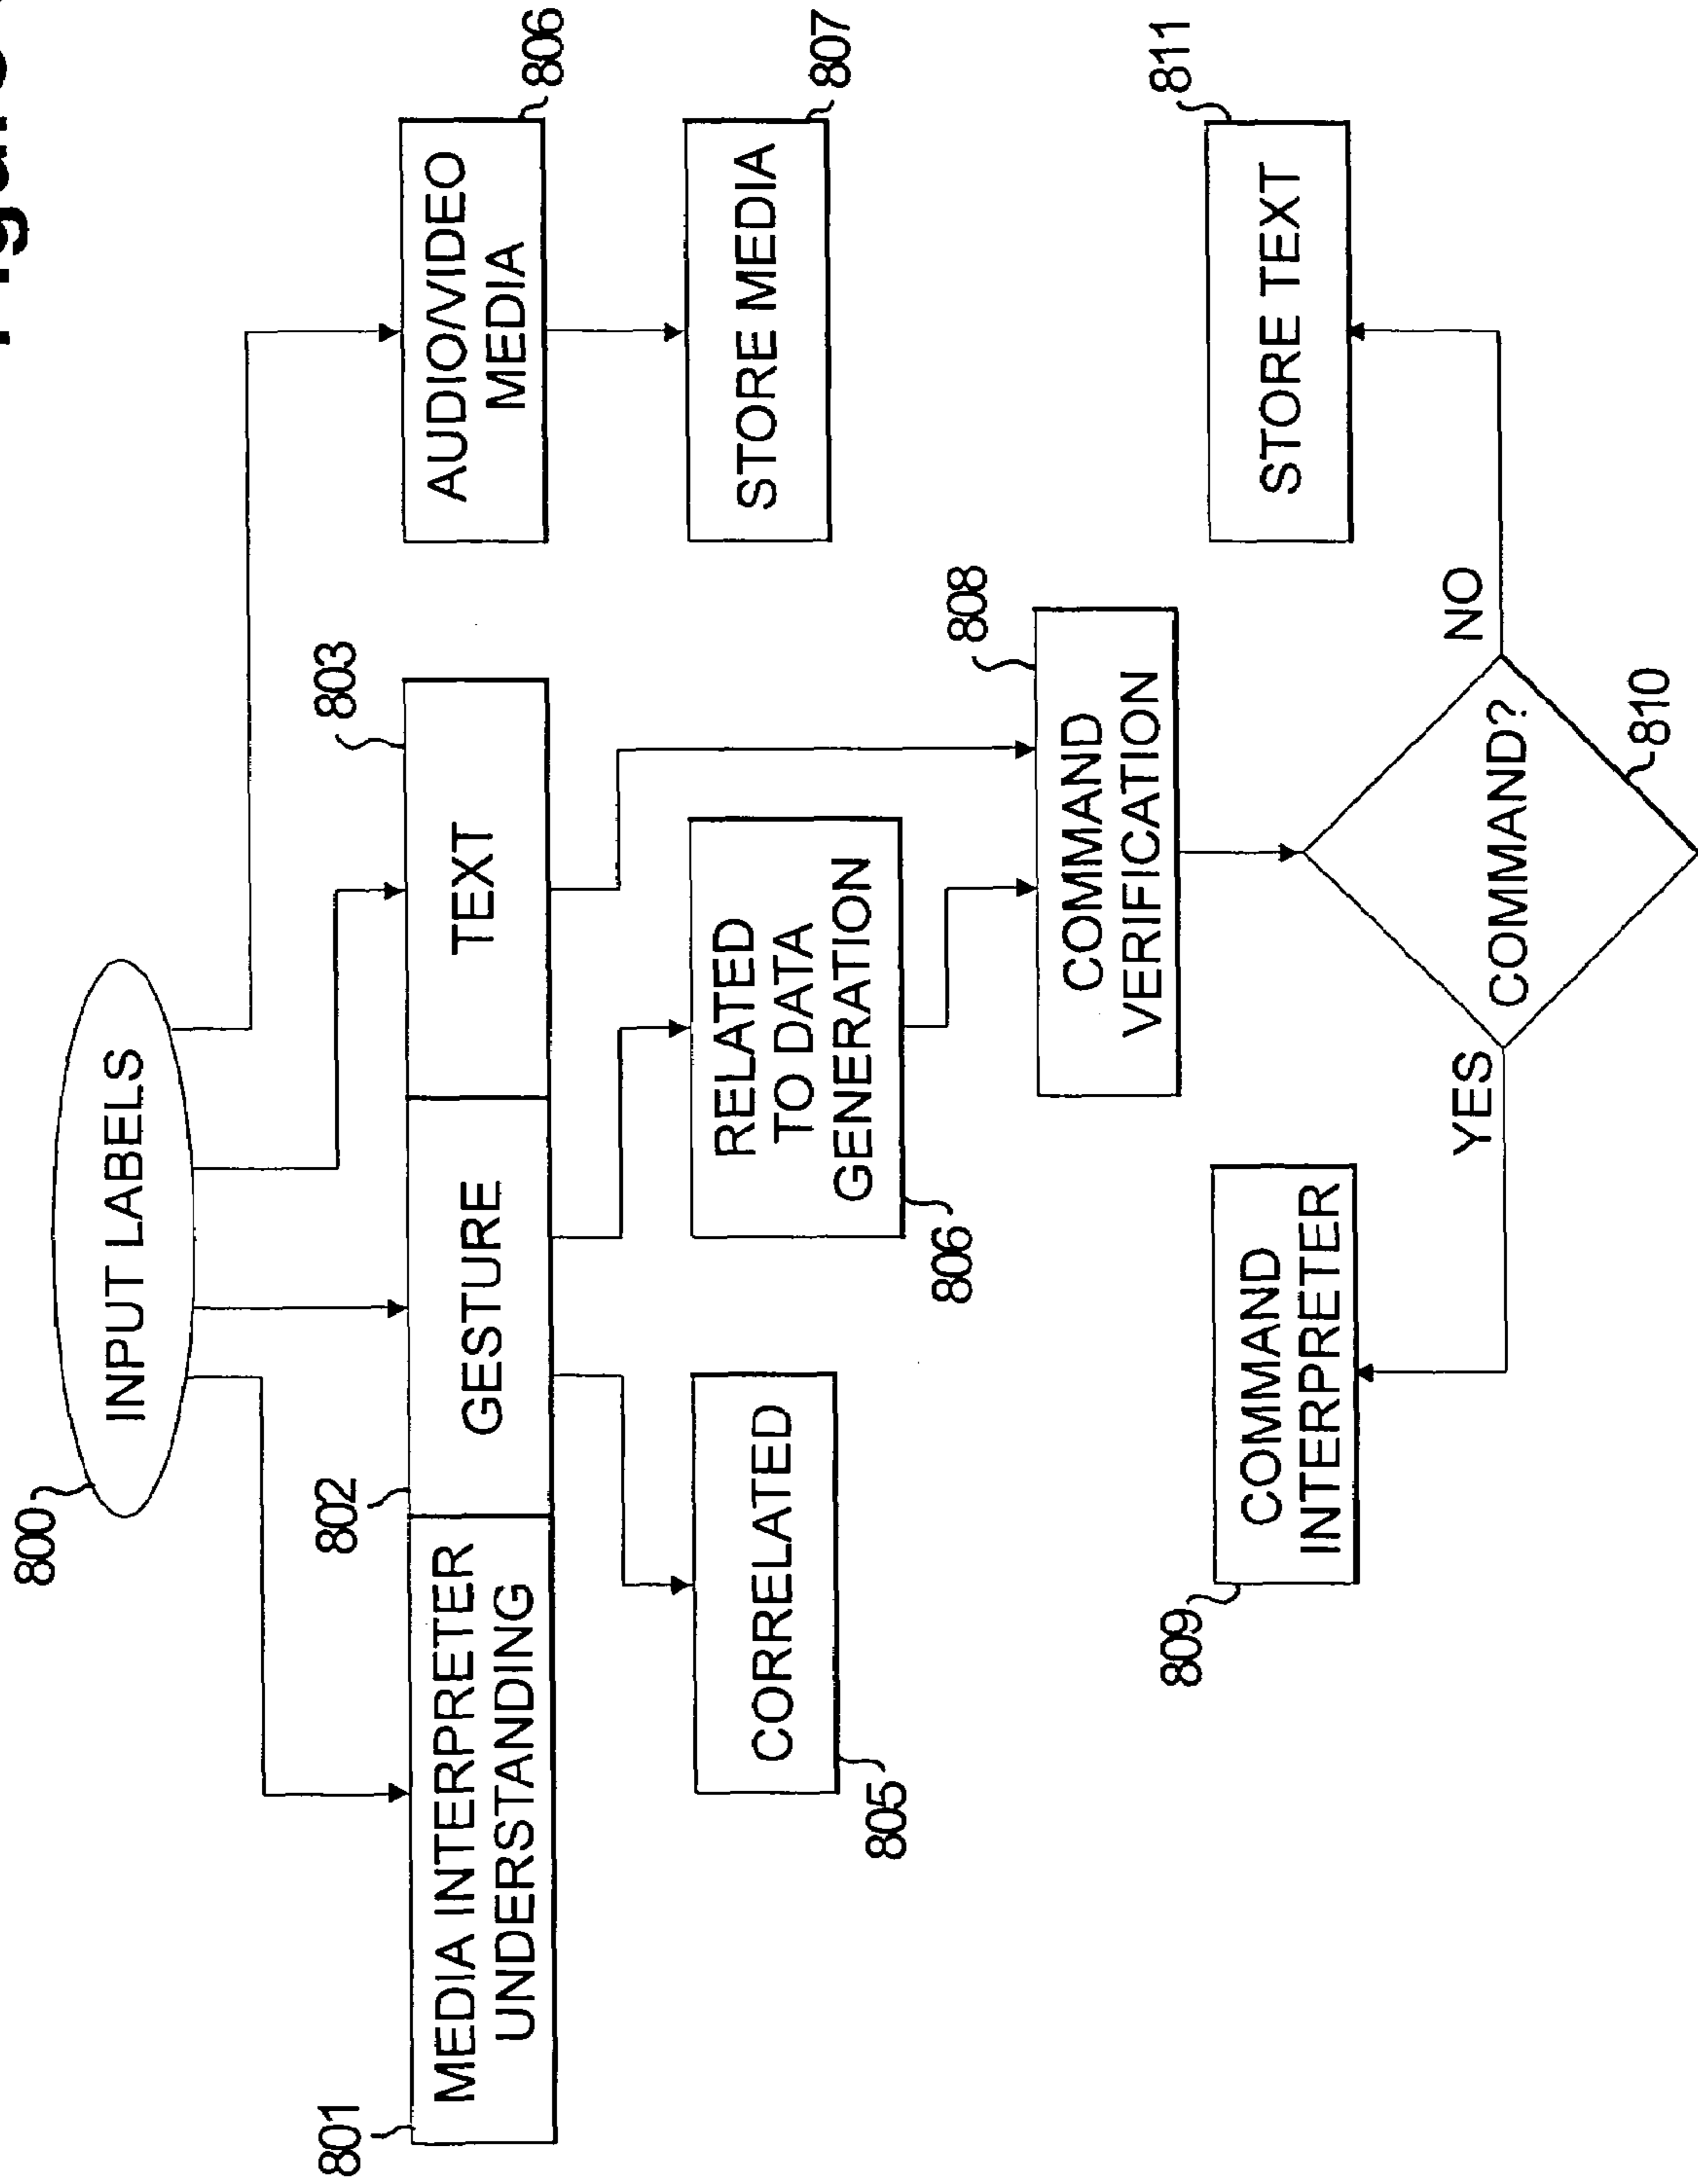 800
INPUT LABELS
801
MEDIA INTERPRETER
UNDERSTANDING
802
GESTURE
803
TEXT
806
AUDIO/VIDEO
MEDIA
805
CORRELATED
806
RELATED
TO DATA
GENERATION
807
STORE MEDIA
808
COMMAND
VERIFICATION
809
COMMAND
INTERPRETER
YES
COMMAND?
810
NO
811
STORE TEXT